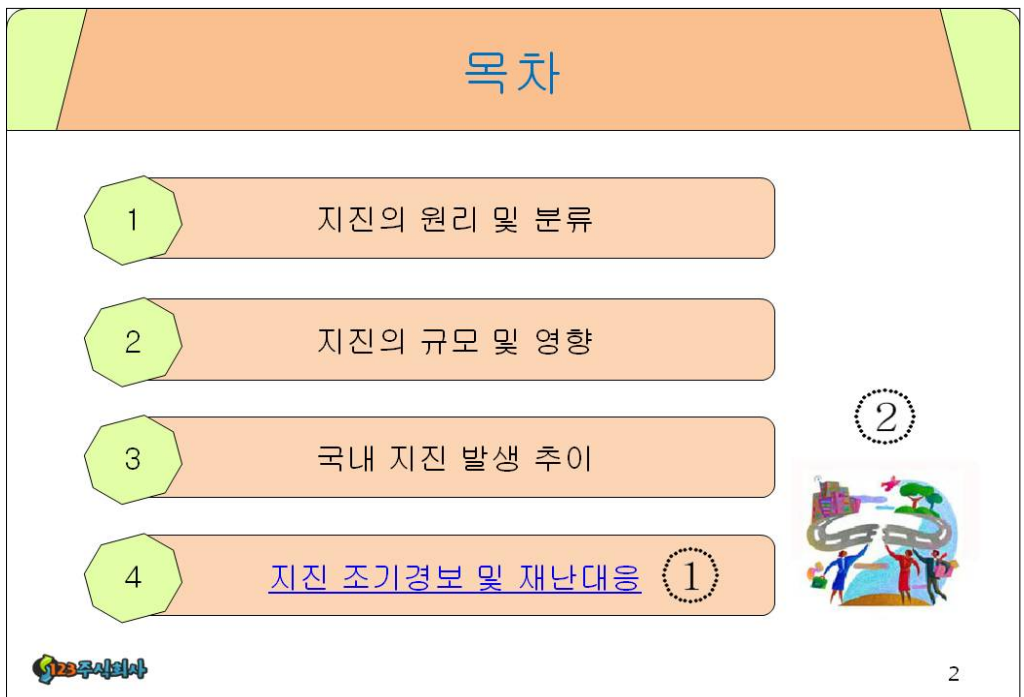 목차
1
지진의 원리 및 분류
2
지진의 규모 및 영향
3
국내 지진 발생 추이
②
4
지진 조기경보 및 재난대응
①
123주식회사
2